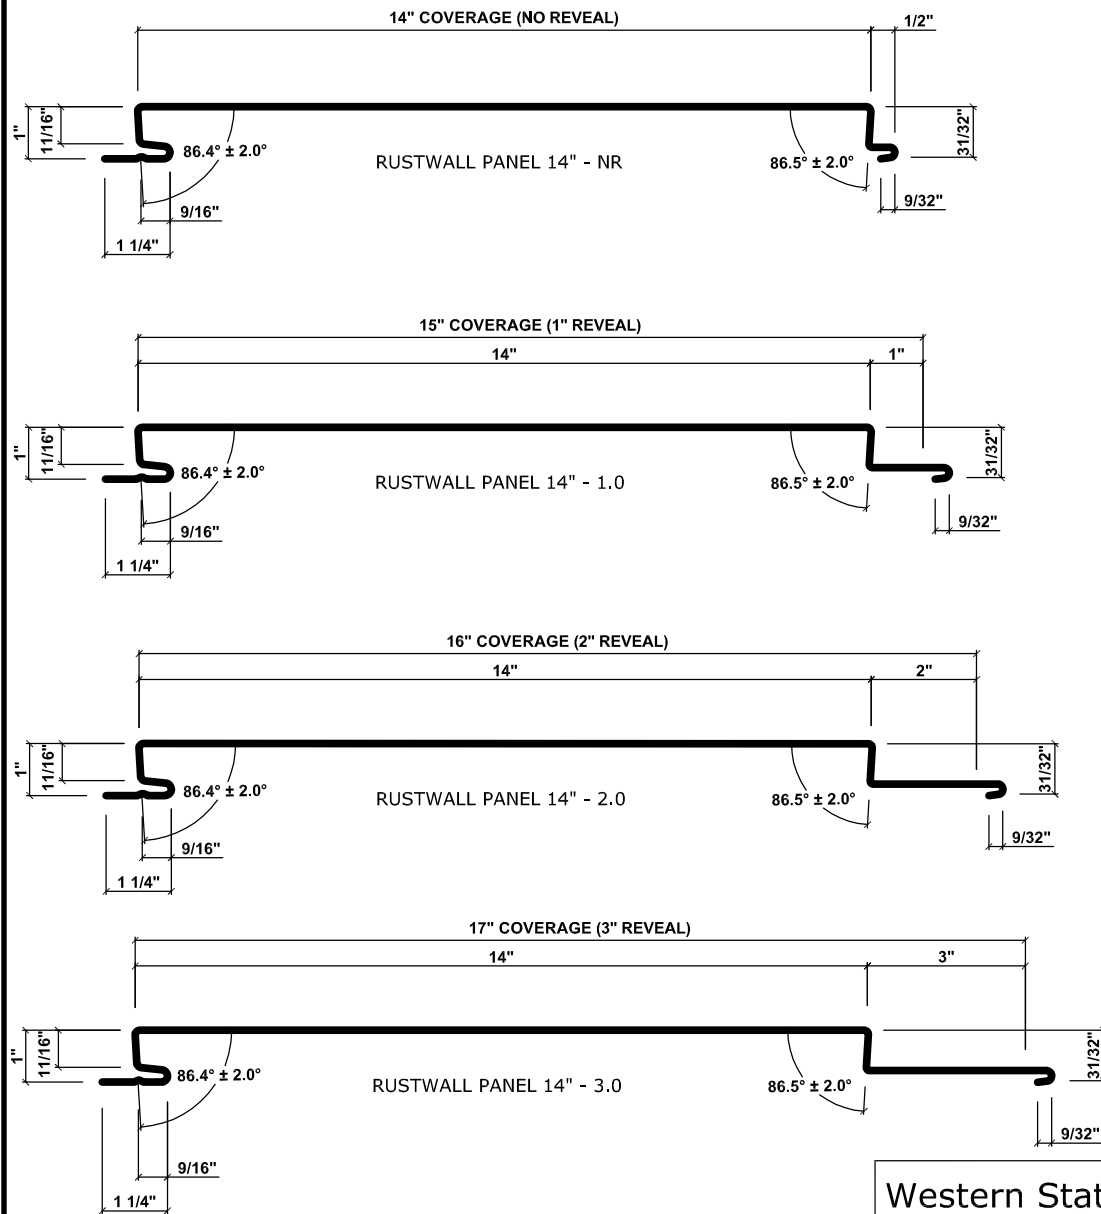 14" COVERAGE (NO REVEAL)
1/2"
1"
11/16"
86.4° ± 2.0°
RUSTWALL PANEL 14" - NR
86.5° ± 2.0°
31/32"
9/16"
9/32"
1 1/4"
15" COVERAGE (1" REVEAL)
14"
1"
1"
11/16"
86.4° ± 2.0°
RUSTWALL PANEL 14" - 1.0
86.5° ± 2.0°
31/32"
9/16"
9/32"
1 1/4"
16" COVERAGE (2" REVEAL)
14"
2"
1"
11/16"
86.4° ± 2.0°
RUSTWALL PANEL 14" - 2.0
86.5° ± 2.0°
31/32"
9/16"
9/32"
1 1/4"
17" COVERAGE (3" REVEAL)
14"
3"
1"
11/16"
86.4° ± 2.0°
RUSTWALL PANEL 14" - 3.0
86.5° ± 2.0°
31/32"
9/16"
9/32"
1 1/4"
Western Stat